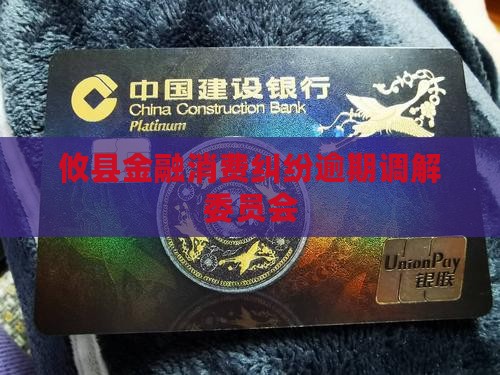 中国建设银行
China Construction Bank
Platinum
攸县金融消费纠纷逾期调解
委员会
UnionPay
银联